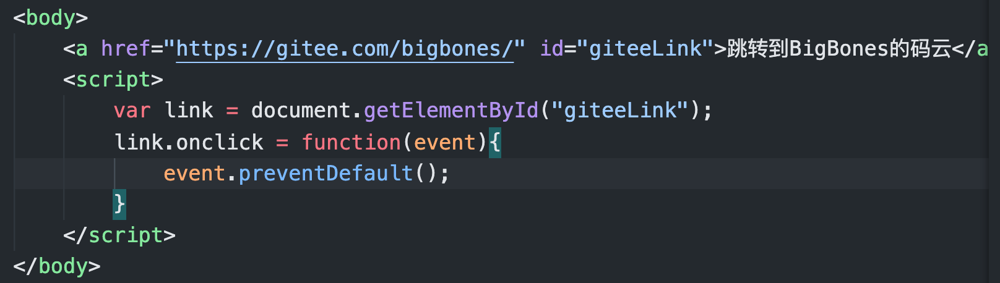 <body>
<a href="https://gitee.com/bigbones/" id="giteeLink">跳转到BigBones的码云</a
<script>
var link = document.getElementById("giteeLink");
link.onclick = function(event){
event.preventDefault();
}
</script>
</body>